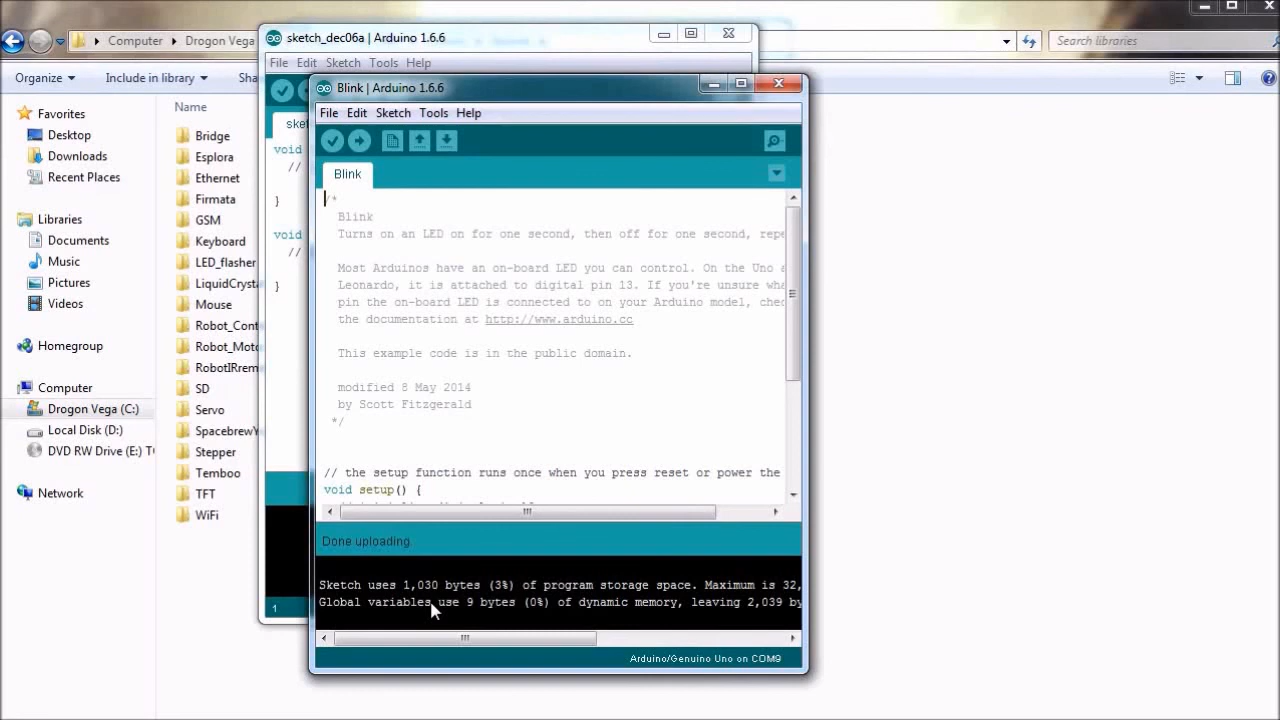 Computer
Drogon Vega
Search libraries
Organize
Include in library
Sha
Favorites
Desktop
Downloads
Recent Places
Libraries
Documents
Music
Pictures
Videos
Homegroup
Computer
Drogon Vega (C:)
Local Disk (D:)
DVD RW Drive (E:) T
Network
Name
Bridge
Esplora
Ethernet
Firmata
GSM
Keyboard
LED_flasher
LiquidCrysta
Mouse
Robot_Cont
Robot_Moto
RobotIRrem
SD
Servo
SpacebrewY
Stepper
Temboo
TFT
WiFi
sketch_dec06a | Arduino 1.6.6
File Edit Sketch Tools Help
sket
void
//
}
void
//
}
1
Blink | Arduino 1.6.6
File Edit Sketch Tools Help
Blink
/*
Blink
Turns on an LED on for one second, then off for one second, repe
Most Arduinos have an on-board LED you can control. On the Uno a
Leonardo, it is attached to digital pin 13. If you're unsure wha
pin the on-board LED is connected to on your Arduino model, chec
the documentation at http://www.arduino.cc
This example code is in the public domain.
modified 8 May 2014
by Scott Fitzgerald
*/
// the setup function runs once when you press reset or power the
void setup() {
Done uploading.
Sketch uses 1,030 bytes (3%) of program storage space. Maximum is 32,
Global variables use 9 bytes (0%) of dynamic memory, leaving 2,039 by
Arduino/Genuino Uno on COM9